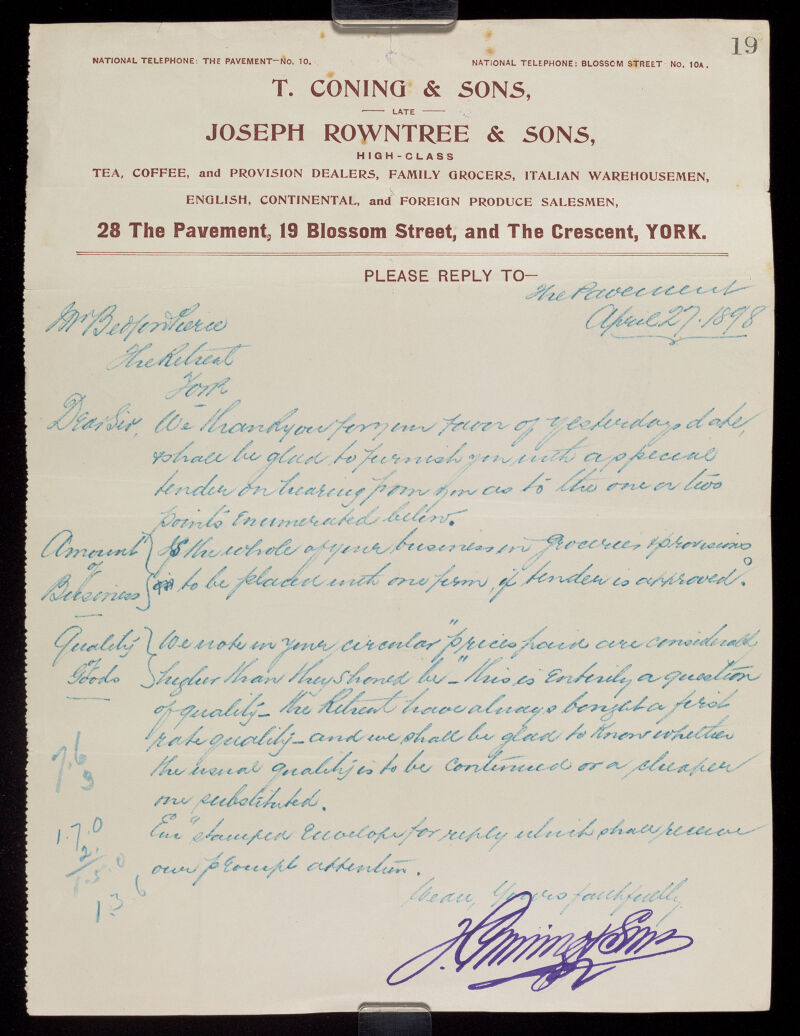 19
NATIONAL TELEPHONE: THE PAVEMENT—No. 10.
NATIONAL TELEPHONE: BLOSSOM STREET No. 10A.
T. CONING & SONS,
LATE
JOSEPH ROWNTREE & SONS,
HIGH-CLASS
TEA, COFFEE, and PROVISION DEALERS, FAMILY GROCERS, ITALIAN WAREHOUSEMEN,
ENGLISH, CONTINENTAL, and FOREIGN PRODUCE SALESMEN,
28 The Pavement, 19 Blossom Street, and The Crescent, YORK.
PLEASE REPLY TO—
The Pavement
April 27. 1898
Mr Bedford Pierce
The Retreat
York
Dear Sir, We thank you for your favor of yesterdays date,
& shall be glad to furnish you with a special
tender on hearing from you as to the one or two
points enumerated below.
Amount of Business
Is the whole of your business in Groceries & provisions
to be placed with one firm, if tender is approved?
Quality of Goods
We note in your circular "prices paid are considerably
higher than they should be" – this is entirely a question
of quality – the Retreat have always bought a first
rate quality – and we shall be glad to know whether
the usual quality is to be continued or a cheaper
one substituted.
Enc stamped envelope for reply which shall receive
our prompt attention.
We are, Yours faithfully
T. Coning & Sons
7.6
3
1.7.0
2.
1.5.0
1.3.6